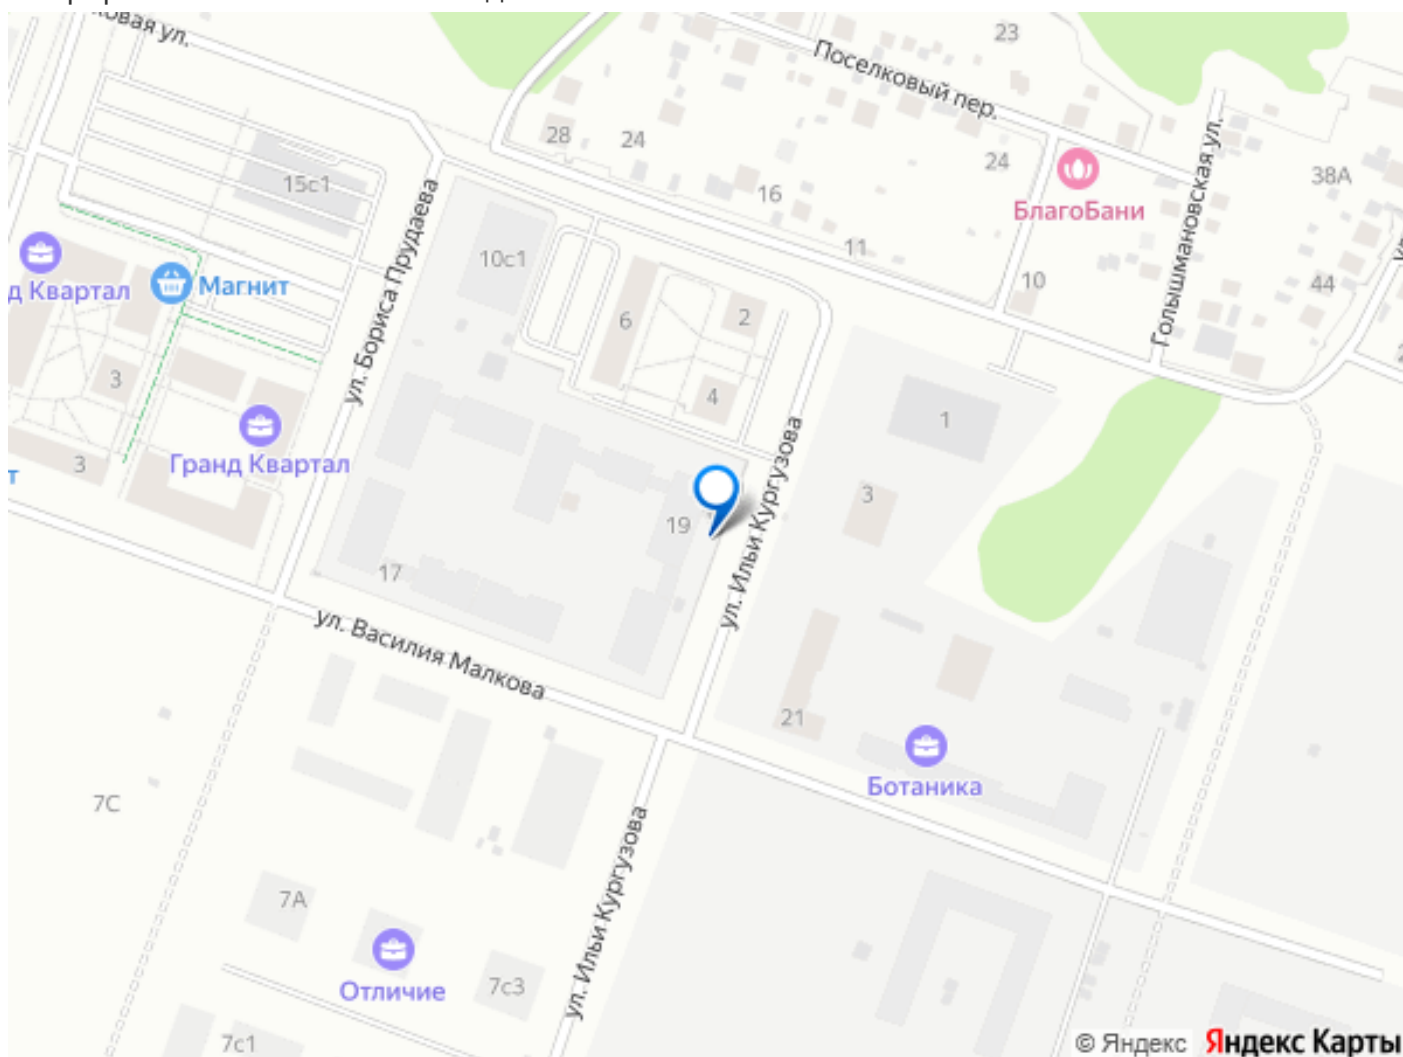 23
Поселковый пер.
28
24
24
15с1
38А
БлагоБани
16
Голышмановская ул.
ул. Бориса Прудаева
11
10с1
д Квартал
Магнит
10
44
6
2
3
4
1
Гранд Квартал
3
т
3
19
ул. Ильи Кургузова
17
ул. Василия Малкова
21
Ботаника
7С
ул. Ильи Кургузова
7А
Отличие
7с3
7с1
© Яндекс Яндекс Карты